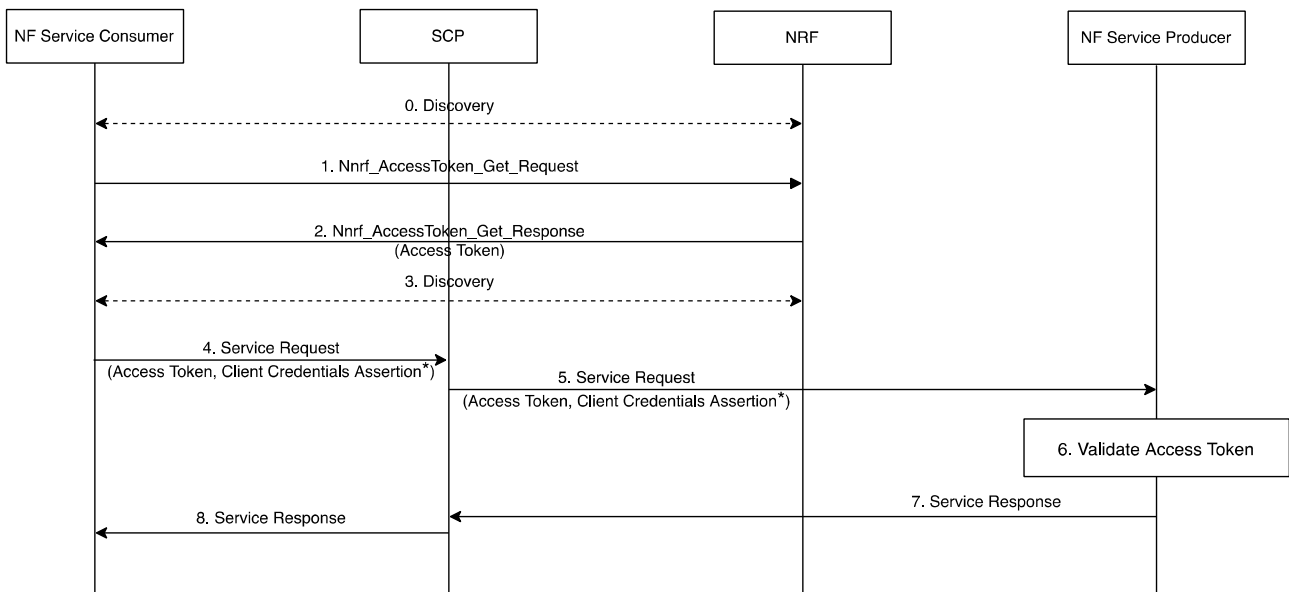 NF Service Consumer
SCP
NRF
NF Service Producer
0. Discovery
1. Nnrf_AccessToken_Get_Request
2. Nnrf_AccessToken_Get_Response
(Access Token)
3. Discovery
4. Service Request
(Access Token, Client Credentials Assertion*)
5. Service Request
(Access Token, Client Credentials Assertion*)
6. Validate Access Token
7. Service Response
8. Service Response